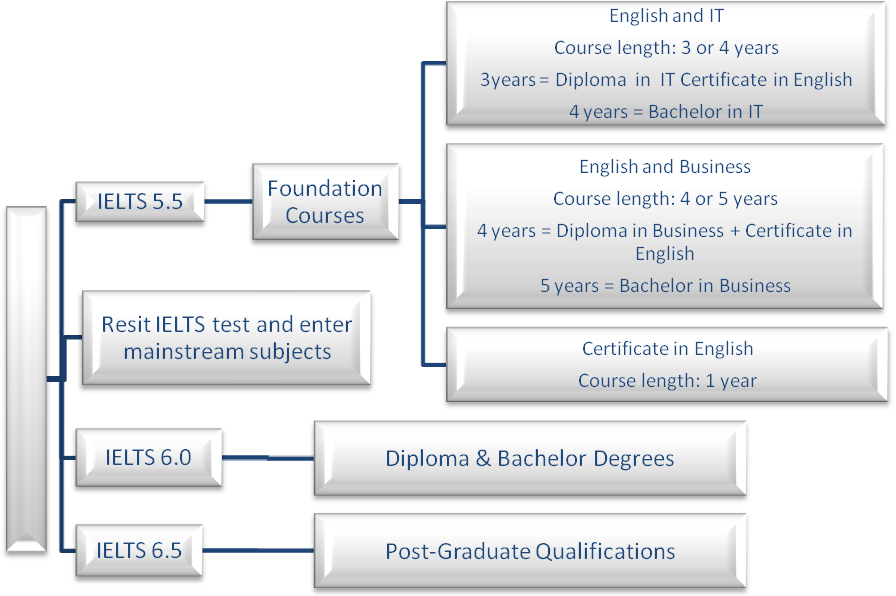 IELTS 5.5
Foundation
Courses
English and IT
Course length: 3 or 4 years
3years = Diploma in IT Certificate in English
4 years = Bachelor in IT
English and Business
Course length: 4 or 5 years
4 years = Diploma in Business + Certificate in
English
5 years = Bachelor in Business
Certificate in English
Course length: 1 year
Resit IELTS test and enter
mainstream subjects
IELTS 6.0
Diploma & Bachelor Degrees
IELTS 6.5
Post-Graduate Qualifications